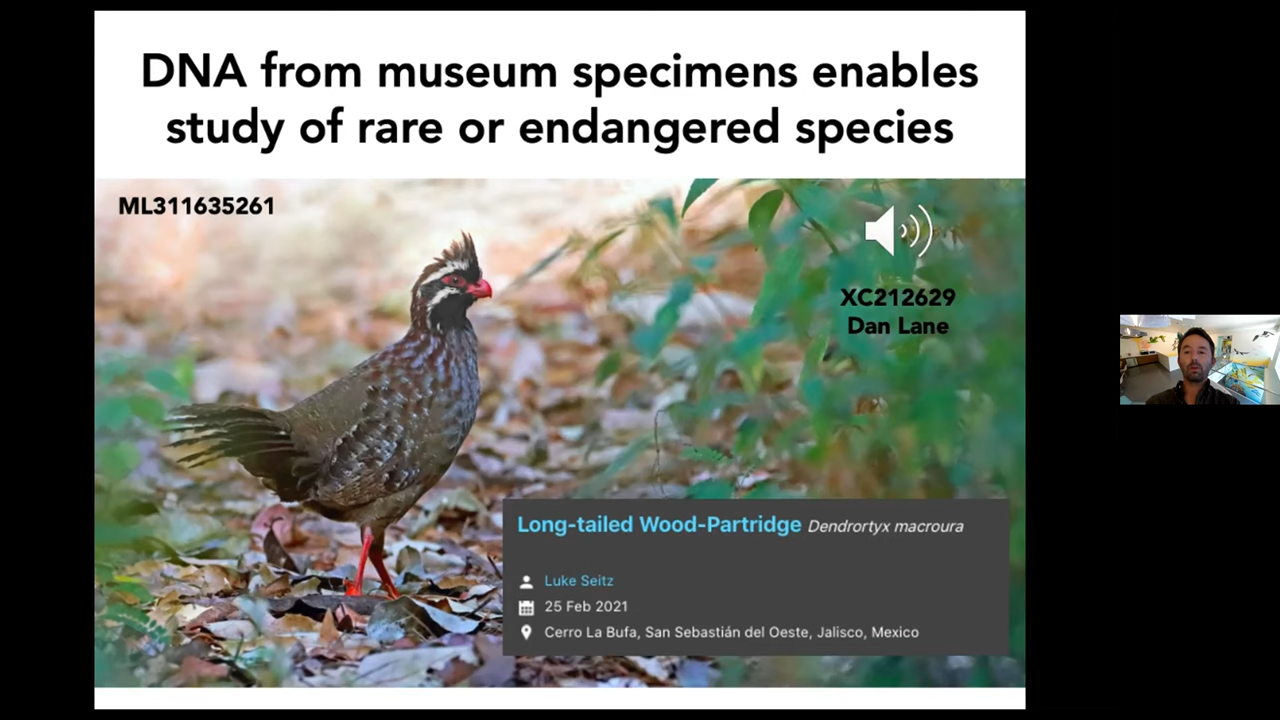 DNA from museum specimens enables
study of rare or endangered species
ML311635261
XC212629
Dan Lane
Long-tailed Wood-Partridge Dendrortyx macroura
Luke Seitz
25 Feb 2021
Cerro La Bufa, San Sebastián del Oeste, Jalisco, Mexico